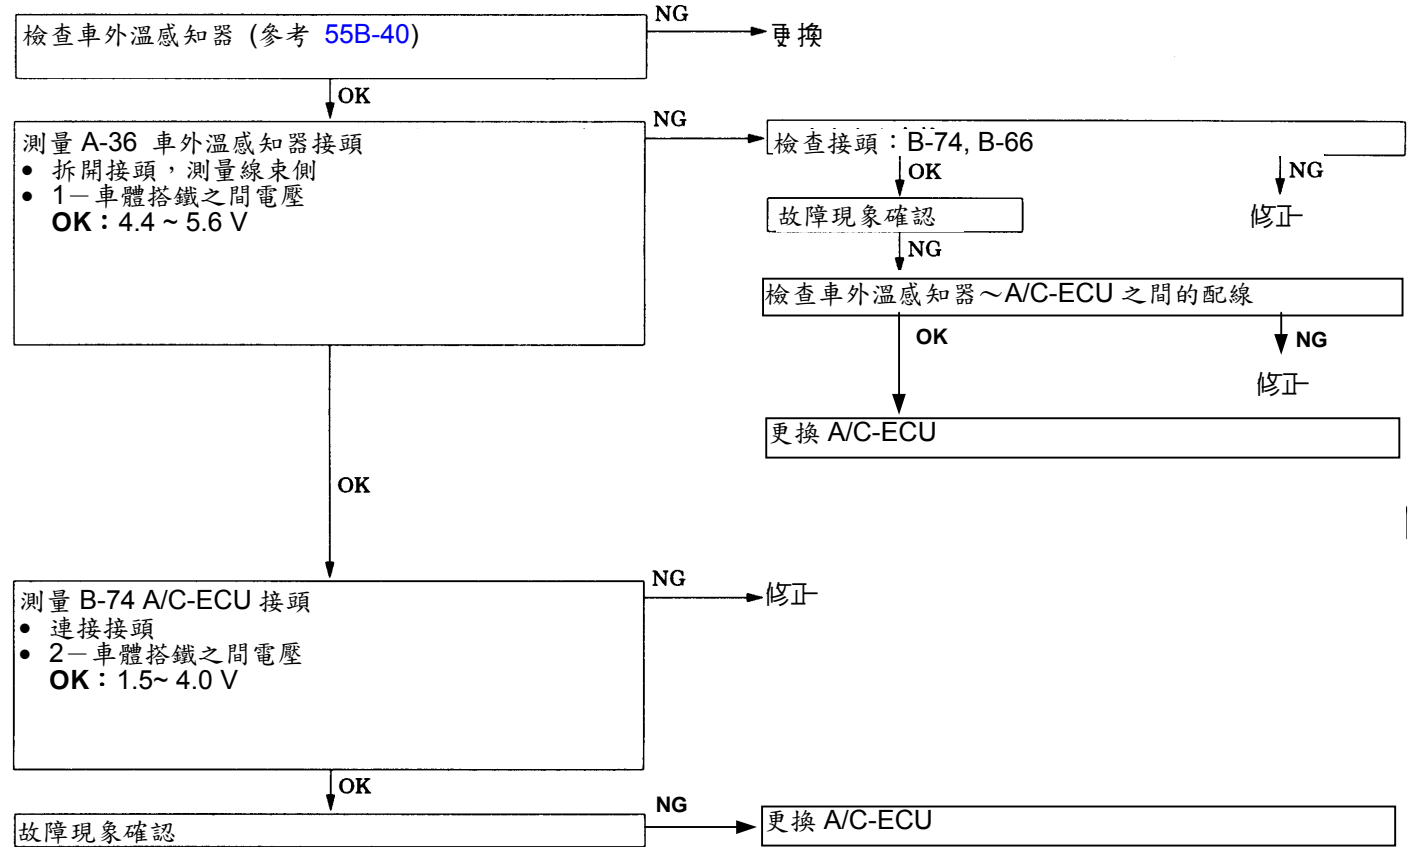 檢查車外溫感知器 (參考 55B-40)
NG
更換
OK
測量 A-36 車外溫感知器接頭
• 拆開接頭，測量線束側
• 1－車體搭鐵之間電壓
OK：4.4 ~ 5.6 V
NG
檢查接頭：B-74, B-66
OK
NG
故障現象確認
修正
NG
檢查車外溫感知器～A/C-ECU 之間的配線
OK
NG
修正
更換 A/C-ECU
OK
測量 B-74 A/C-ECU 接頭
• 連接接頭
• 2－車體搭鐵之間電壓
OK：1.5~ 4.0 V
NG
修正
OK
故障現象確認
NG
更換 A/C-ECU